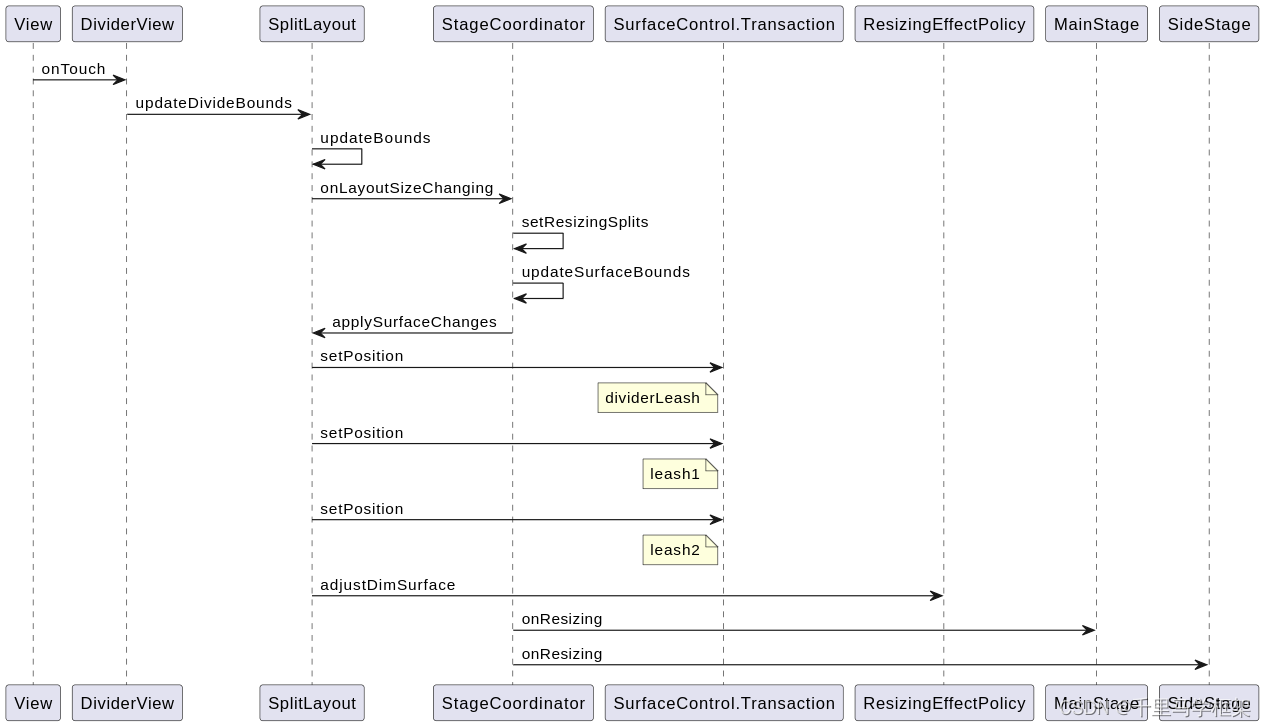 View DividerView SplitLayout StageCoordinator SurfaceControl.Transaction ResizingEffectPolicy MainStage SideStage
onTouch
updateDivideBounds
updateBounds
onLayoutSizeChanging
setResizingSplits
updateSurfaceBounds
applySurfaceChanges
setPosition
dividerLeash
setPosition
leash1
setPosition
leash2
adjustDimSurface
onResizing
onResizing
View DividerView SplitLayout StageCoordinator SurfaceControl.Transaction ResizingEffectPolicy MainStage SideStage
CSDN @千里马学框架